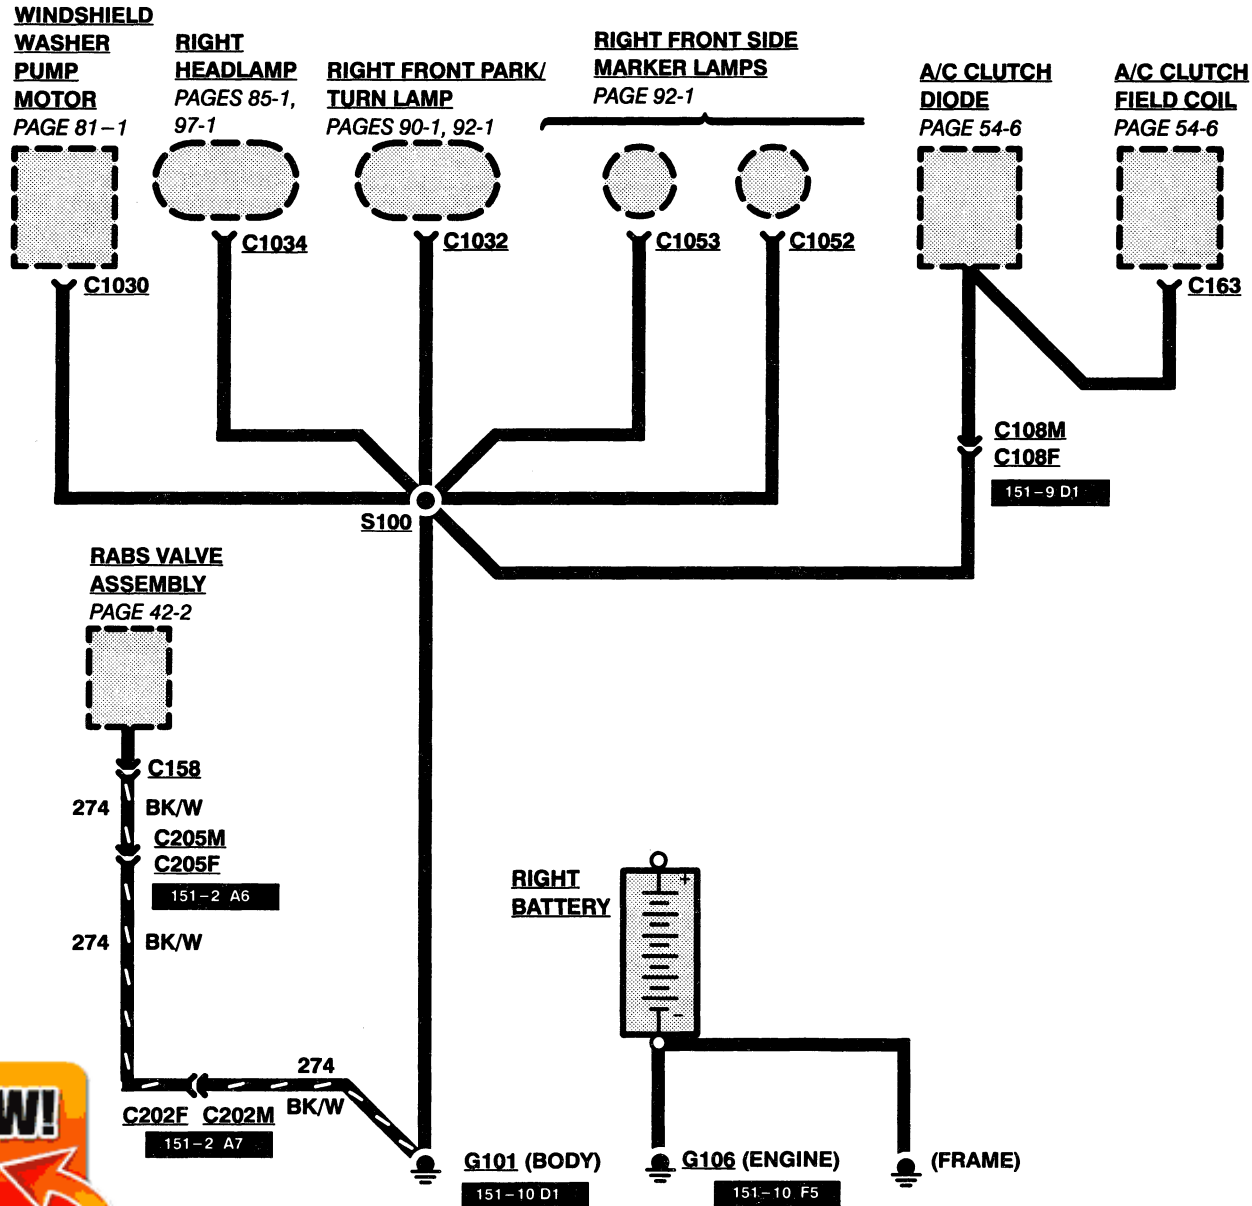 WINDSHIELD
WASHER
PUMP
MOTOR
PAGE 81-1
RIGHT
HEADLAMP
PAGES 85-1,
97-1
RIGHT FRONT PARK/
TURN LAMP
PAGES 90-1, 92-1
RIGHT FRONT SIDE
MARKER LAMPS
PAGE 92-1
A/C CLUTCH
DIODE
PAGE 54-6
A/C CLUTCH
FIELD COIL
PAGE 54-6
C1030
C1034
C1032
C1053
C1052
C163
C108M
C108F
151-9 D1
S100
RABS VALVE
ASSEMBLY
PAGE 42-2
C158
274 BK/W
C205M
C205F
151-2 A6
274 BK/W
RIGHT
BATTERY
+
-
274
BK/W
C202F C202M
151-2 A7
G101 (BODY)
151-10 D1
G106 (ENGINE)
151-10 F5
(FRAME)
W!